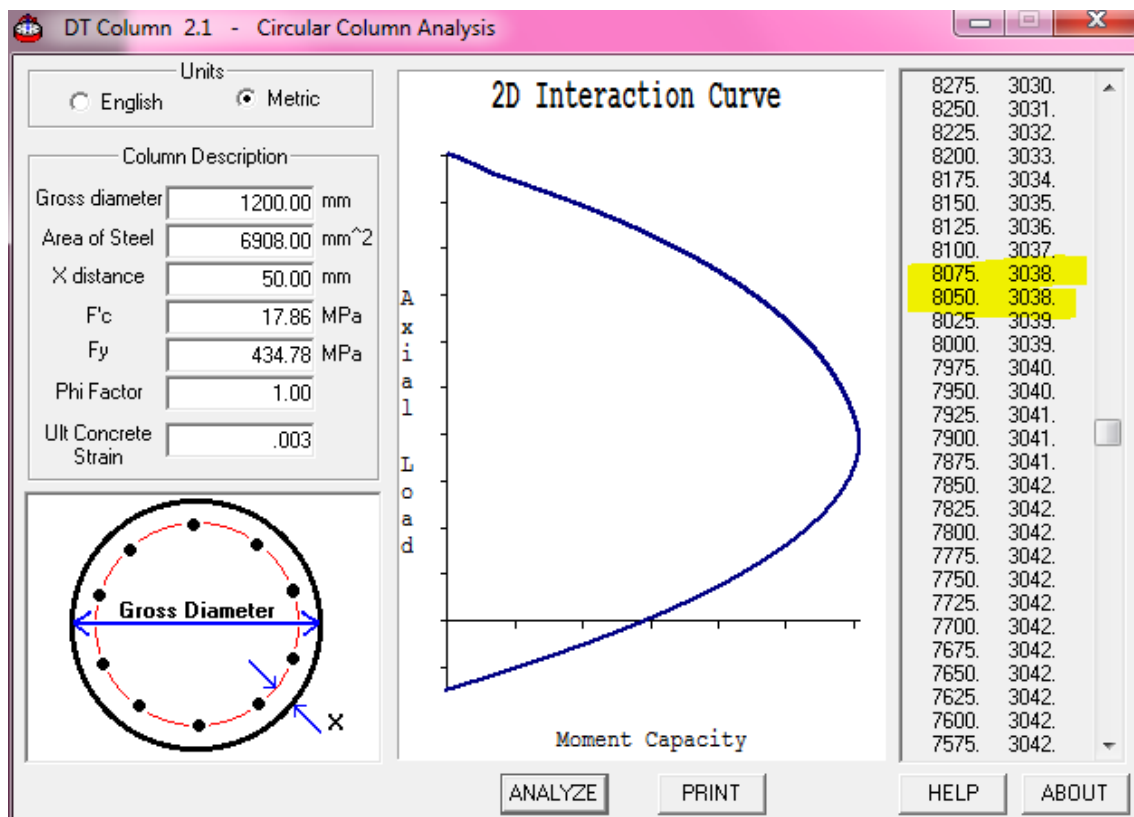 DT Column 2.1 - Circular Column Analysis
Units
English Metric
Column Description
Gross diameter 1200.00 mm
Area of Steel 6908.00 mm^2
X distance 50.00 mm
F'c 17.86 MPa
Fy 434.78 MPa
Phi Factor 1.00
Ult Concrete
Strain .003
Gross Diameter
X
2D Interaction Curve
Axial Load
Moment Capacity
8275. 3030.
8250. 3031.
8225. 3032.
8200. 3033.
8175. 3034.
8150. 3035.
8125. 3036.
8100. 3037.
8075. 3038.
8050. 3038.
8025. 3039.
8000. 3039.
7975. 3040.
7950. 3040.
7925. 3041.
7900. 3041.
7875. 3041.
7850. 3042.
7825. 3042.
7800. 3042.
7775. 3042.
7750. 3042.
7725. 3042.
7700. 3042.
7675. 3042.
7650. 3042.
7625. 3042.
7600. 3042.
7575. 3042.
ANALYZE PRINT HELP ABOUT